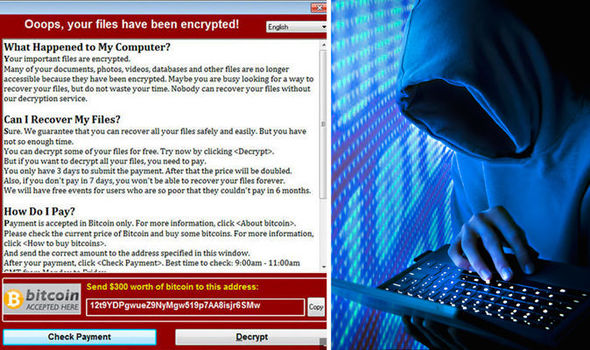 Ooops, your files have been encrypted!
English
What Happened to My Computer?
Your important files are encrypted.
Many of your documents, photos, videos, databases and other files are no longer
accessible because they have been encrypted. Maybe you are busy looking for a way to
recover your files, but do not waste your time. Nobody can recover your files without
our decryption service.
Can I Recover My Files?
Sure. We guarantee that you can recover all your files safely and easily. But you have
not so enough time.
You can decrypt some of your files for free. Try now by clicking <Decrypt>.
But if you want to decrypt all your files, you need to pay.
You only have 3 days to submit the payment. After that the price will be doubled.
Also, if you don't pay in 7 days, you won't be able to recover your files forever.
We will have free events for users who are so poor that they couldn't pay in 6 months.
How Do I Pay?
Payment is accepted in Bitcoin only. For more information, click <About bitcoin>.
Please check the current price of Bitcoin and buy some bitcoins. For more information,
click <How to buy bitcoins>.
And send the correct amount to the address specified in this window.
After your payment, click <Check Payment>. Best time to check: 9:00am - 11:00am
GMT from Monday to Friday.
bitcoin
ACCEPTED HERE
Send $300 worth of bitcoin to this address:
12t9YDPgwueZ9NyMgw519p7AA8isjr6SMw
Copy
Check Payment
Decrypt